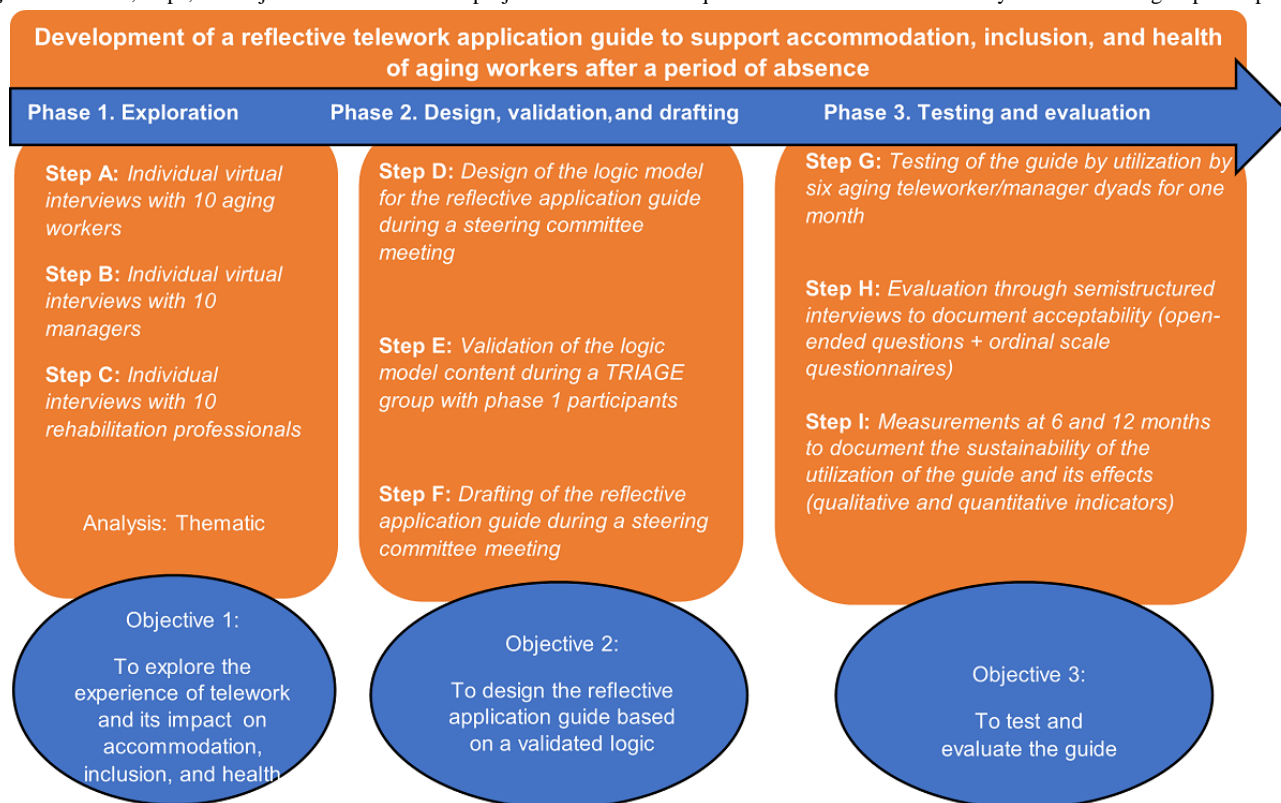 Development of a reflective telework application guide to support accommodation, inclusion, and health
of aging workers after a period of absence
Phase 1. Exploration
Phase 2. Design, validation, and drafting
Phase 3. Testing and evaluation
Step A: Individual virtual
interviews with 10 aging
workers
Step B: Individual virtual
interviews with 10
managers
Step C: Individual
interviews with 10
rehabilitation professionals
Analysis: Thematic
Step D: Design of the logic model
for the reflective application guide
during a steering committee
meeting
Step E: Validation of the logic
model content during a TRIAGE
group with phase 1 participants
Step F: Drafting of the reflective
application guide during a steering
committee meeting
Step G: Testing of the guide by utilization by
six aging teleworker/manager dyads for one
month
Step H: Evaluation through semistructured
interviews to document acceptability (open-
ended questions + ordinal scale
questionnaires)
Step I: Measurements at 6 and 12 months
to document the sustainability of the
utilization of the guide and its effects
(qualitative and quantitative indicators)
Objective 1:
To explore the
experience of telework
and its impact on
accommodation,
inclusion, and health
Objective 2:
To design the reflective
application guide based
on a validated logic
Objective 3:
To test and
evaluate the guide